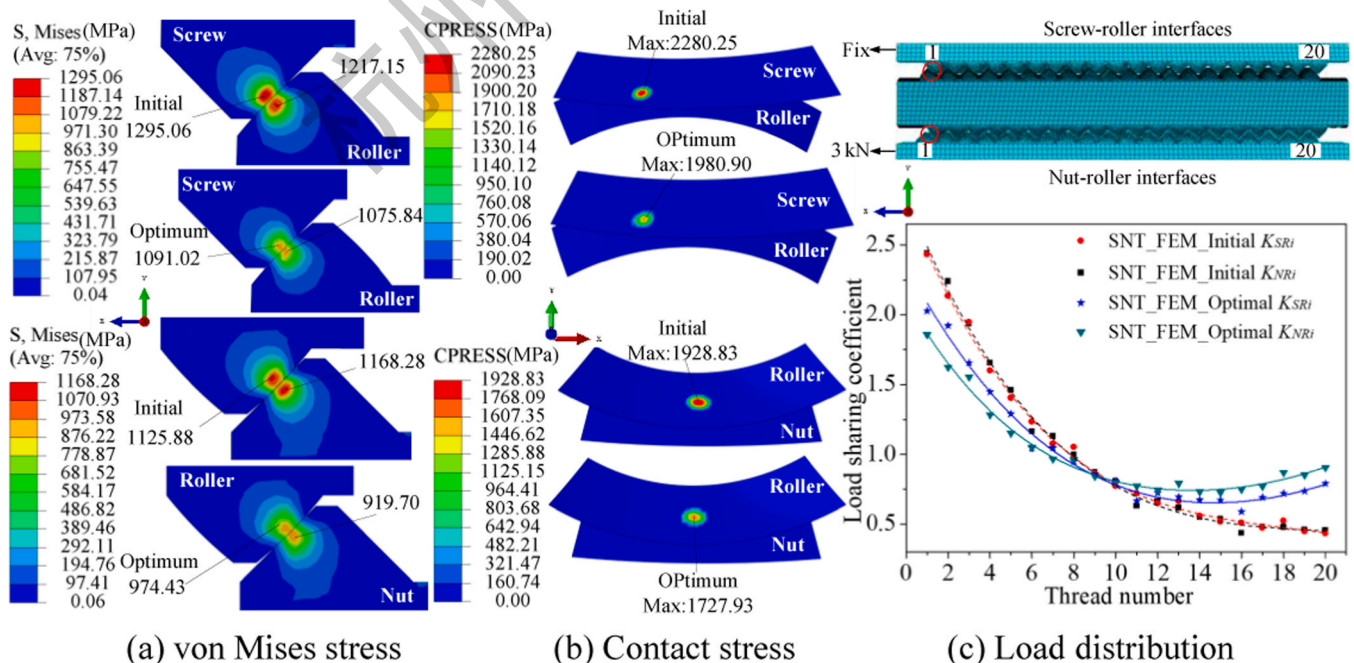 S, Mises(MPa)
(Avg: 75%)
1295.06
1187.14
1079.22
971.30
863.39
755.47
647.55
539.63
431.71
323.79
215.87
107.95
0.04
Screw
1217.15
Initial
1295.06
Roller
Screw
1075.84
Optimum
1091.02
Roller
Y
X
S, Mises(MPa)
(Avg: 75%)
1168.28
1070.93
973.58
876.22
778.87
681.52
584.17
486.82
389.46
292.11
194.76
97.41
0.06
1168.28
Initial
1125.88
Roller
919.70
Optimum
974.43
Nut
(a) von Mises stress
CPRESS(MPa)
2280.25
2090.23
1900.20
1710.18
1520.16
1330.14
1140.12
950.10
760.08
570.06
380.04
190.02
0.00
Initial
Max:2280.25
Screw
Roller
OPtimum
Max:1980.90
Screw
Roller
Y
X
CPRESS(MPa)
1928.83
1768.09
1607.35
1446.62
1285.88
1125.15
964.41
803.68
642.94
482.21
321.47
160.74
0.00
Initial
Max:1928.83
Roller
Nut
Roller
Nut
OPtimum
Max:1727.93
(b) Contact stress
Screw-roller interfaces
Fix
1
20
3 kN
1
20
Nut-roller interfaces
Y
X
Load sharing coefficient
2.5
2.0
1.5
1.0
0.5
SNT_FEM_Initial KSRi
SNT_FEM_Initial KNRi
SNT_FEM_Optimal KSRi
SNT_FEM_Optimal KNRi
0 2 4 6 8 10 12 14 16 18 20
Thread number
(c) Load distribution
杭州